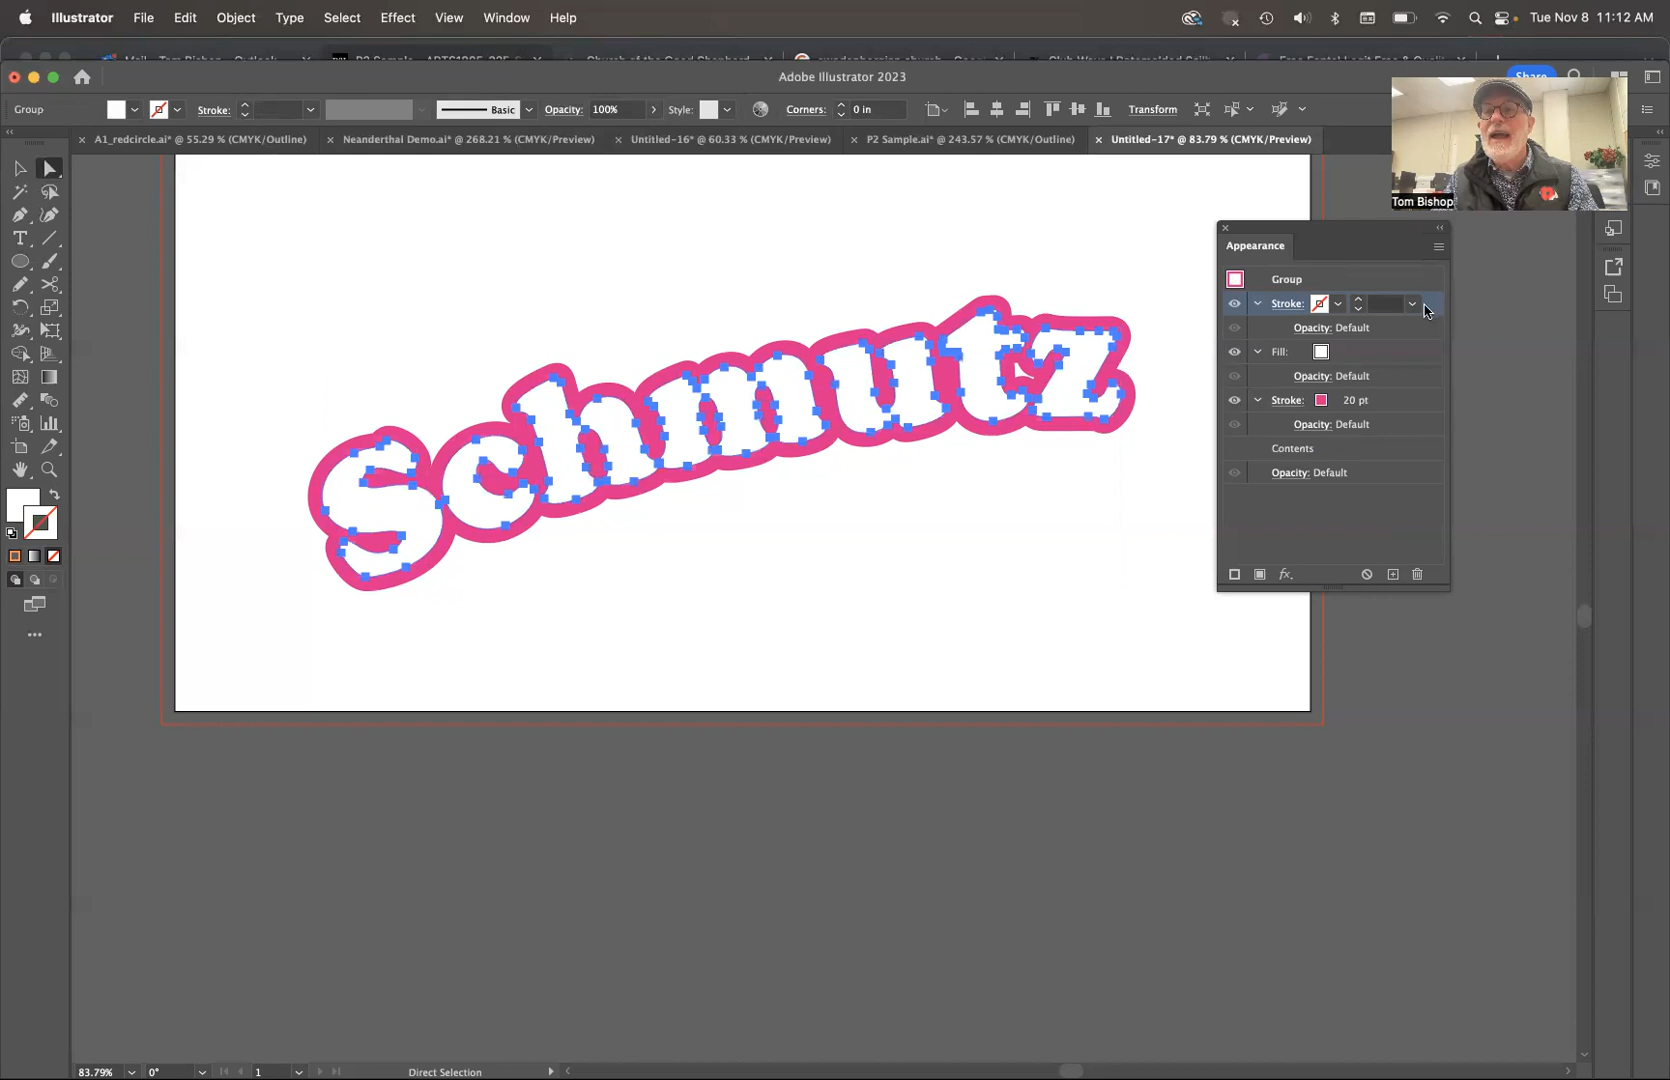 Illustrator File Edit Object Type Select Effect View Window Help Tue Nov 8 11:12 AM
Adobe Illustrator 2023 Share
Group Stroke: Basic Opacity: 100% Style: Corners: 0 in Transform
A1_redcircle.ai* @ 55.29 % (CMYK/Outline) Neanderthal Demo.ai* @ 268.21 % (CMYK/Preview) Untitled-16* @ 60.33 % (CMYK/Preview) P2 Sample.ai* @ 243.57 % (CMYK/Outline) Untitled-17* @ 83.79 % (CMYK/Preview)
Tom Bishop
Appearance
Group
Stroke:
Opacity: Default
Fill:
Opacity: Default
Stroke: 20 pt
Opacity: Default
Contents
Opacity: Default
fx.
Schmutz
83.79% 0° 1 Direct Selection